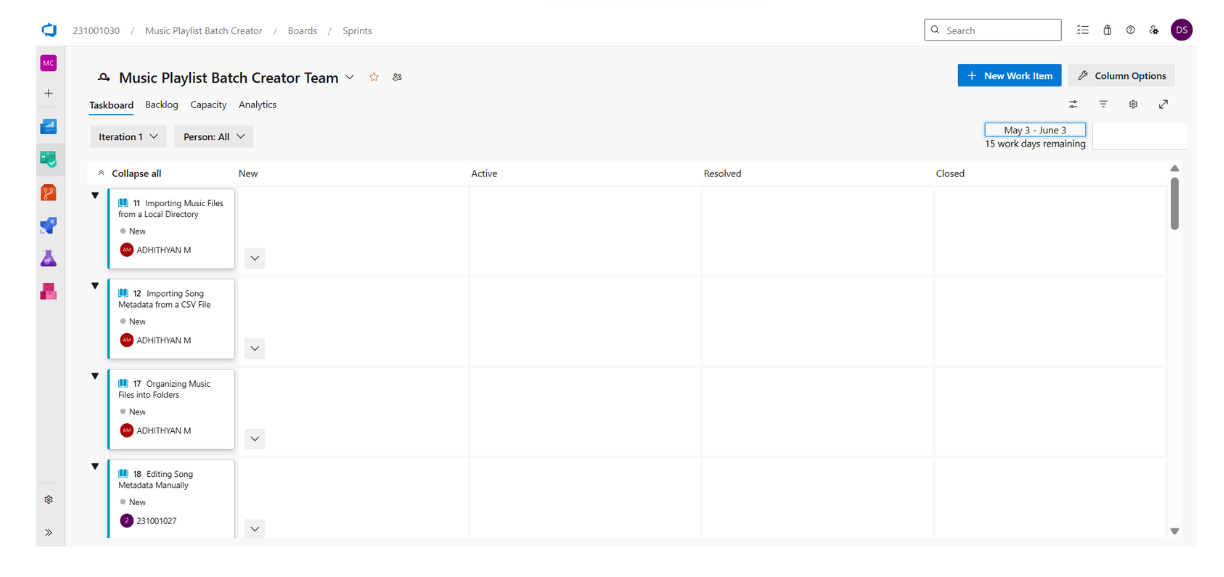 231001030 / Music Playlist Batch Creator / Boards / Sprints
Search
DS
MC
Music Playlist Batch Creator Team
New Work Item
Column Options
Taskboard Backlog Capacity Analytics
Iteration 1
Person: All
May 3 - June 3
15 work days remaining
Collapse all New Active Resolved Closed
11 Importing Music Files
from a Local Directory
New
AM ADHITHYAN M
12 Importing Song
Metadata from a CSV File
New
AM ADHITHYAN M
17 Organizing Music
Files into Folders
New
AM ADHITHYAN M
18 Editing Song
Metadata Manually
New
2 231001027